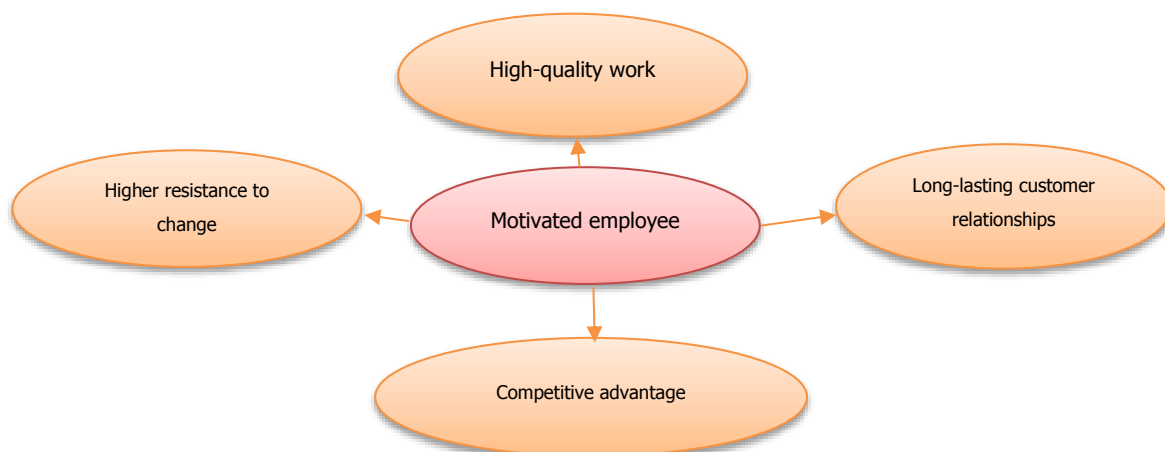 High-quality work
Higher resistance to
change
Motivated employee
Long-lasting customer
relationships
Competitive advantage